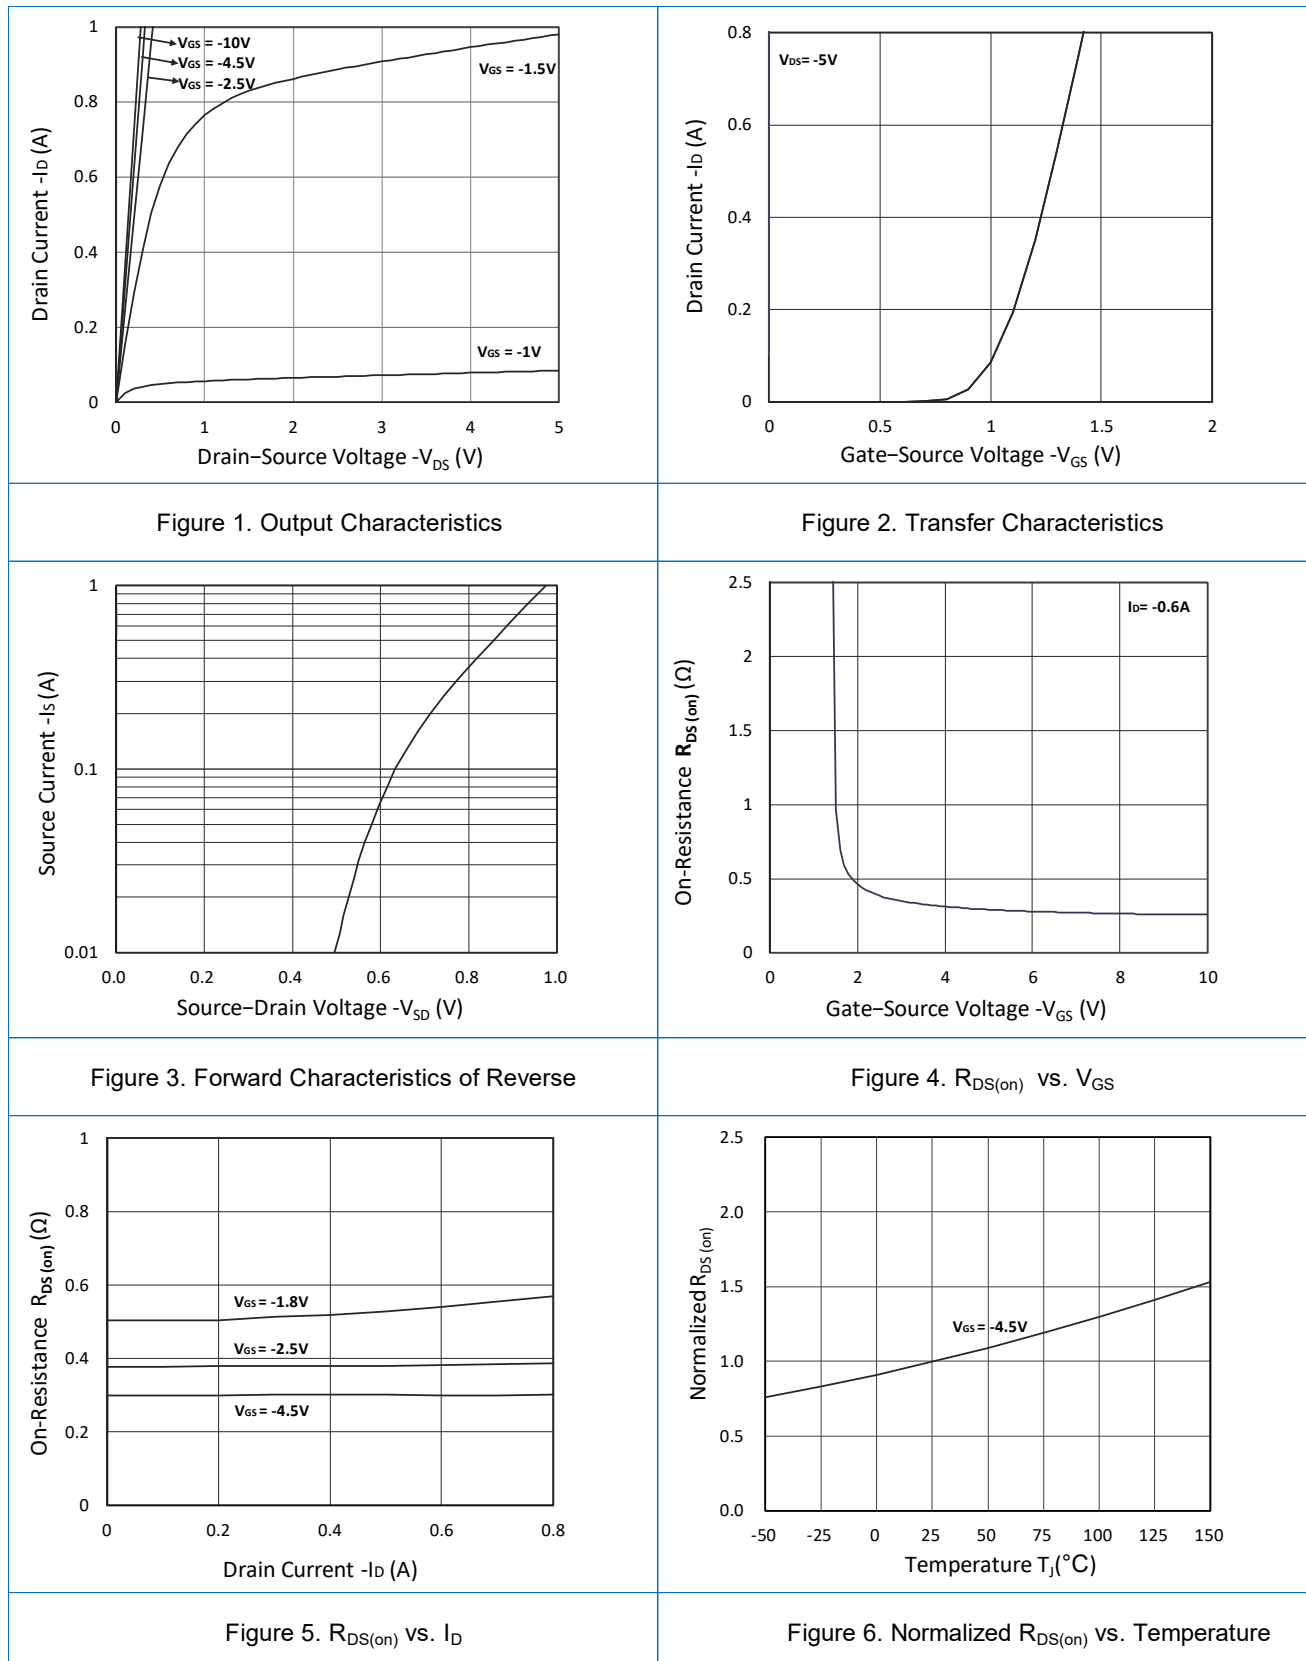 1
0.8
0.6
0.4
0.2
0
VGS = -10V
VGS = -4.5V
VGS = -2.5V
VGS = -1.5V
VGS = -1V
0 1 2 3 4 5
Drain Current -ID (A)
Drain–Source Voltage -VDS (V)
Figure 1. Output Characteristics
0.8
0.6
0.4
0.2
0
VDS= -5V
0 0.5 1 1.5 2
Drain Current -ID (A)
Gate–Source Voltage -VGS (V)
Figure 2. Transfer Characteristics
1
0.1
0.01
0.0 0.2 0.4 0.6 0.8 1.0
Source Current -IS (A)
Source–Drain Voltage -VSD (V)
Figure 3. Forward Characteristics of Reverse
2.5
2
1.5
1
0.5
0
ID= -0.6A
0 2 4 6 8 10
On-Resistance RDS(on) (Ω)
Gate–Source Voltage -VGS (V)
Figure 4. RDS(on) vs. VGS
1
0.8
0.6
0.4
0.2
0
VGS = -1.8V
VGS = -2.5V
VGS = -4.5V
0 0.2 0.4 0.6 0.8
On-Resistance RDS(on) (Ω)
Drain Current -ID (A)
Figure 5. RDS(on) vs. ID
2.5
2.0
1.5
1.0
0.5
0.0
VGS = -4.5V
-50 -25 0 25 50 75 100 125 150
Normalized RDS(on)
Temperature TJ(°C)
Figure 6. Normalized RDS(on) vs. Temperature